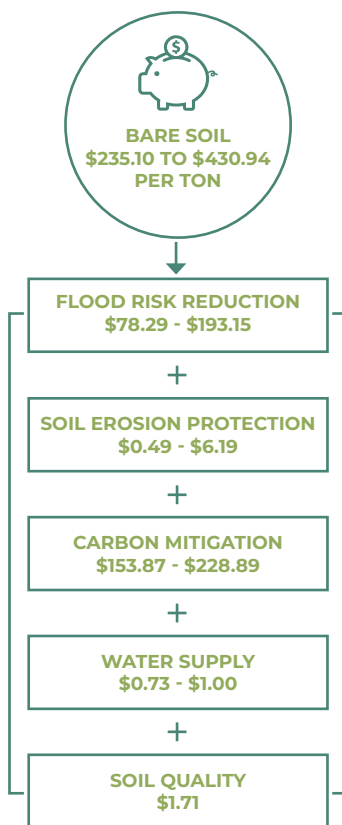 $
BARE SOIL
$235.10 TO $430.94
PER TON
FLOOD RISK REDUCTION
$78.29 - $193.15
+
SOIL EROSION PROTECTION
$0.49 - $6.19
+
CARBON MITIGATION
$153.87 - $228.89
+
WATER SUPPLY
$0.73 - $1.00
+
SOIL QUALITY
$1.71